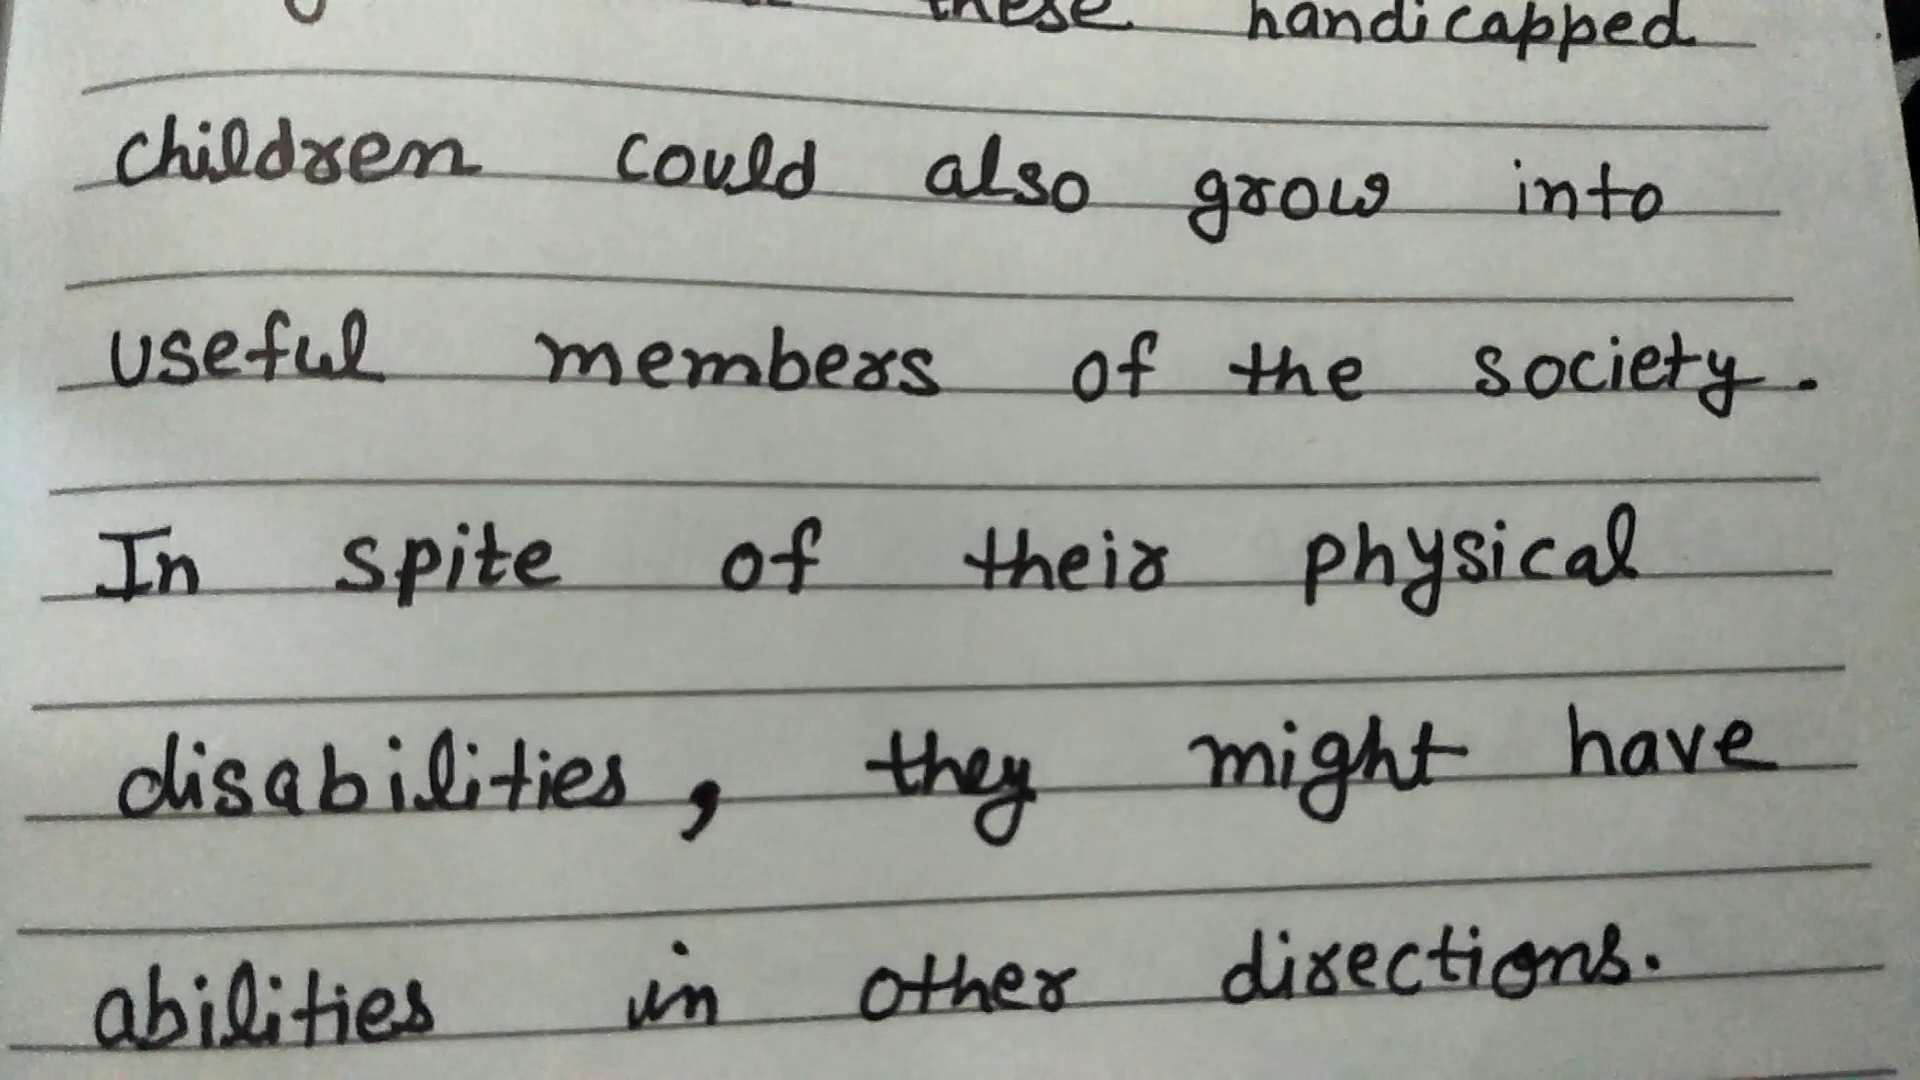 these handicapped
children could also grow into
useful members of the society.
In spite of their physical
disabilities, they might have
abilities in other directions.